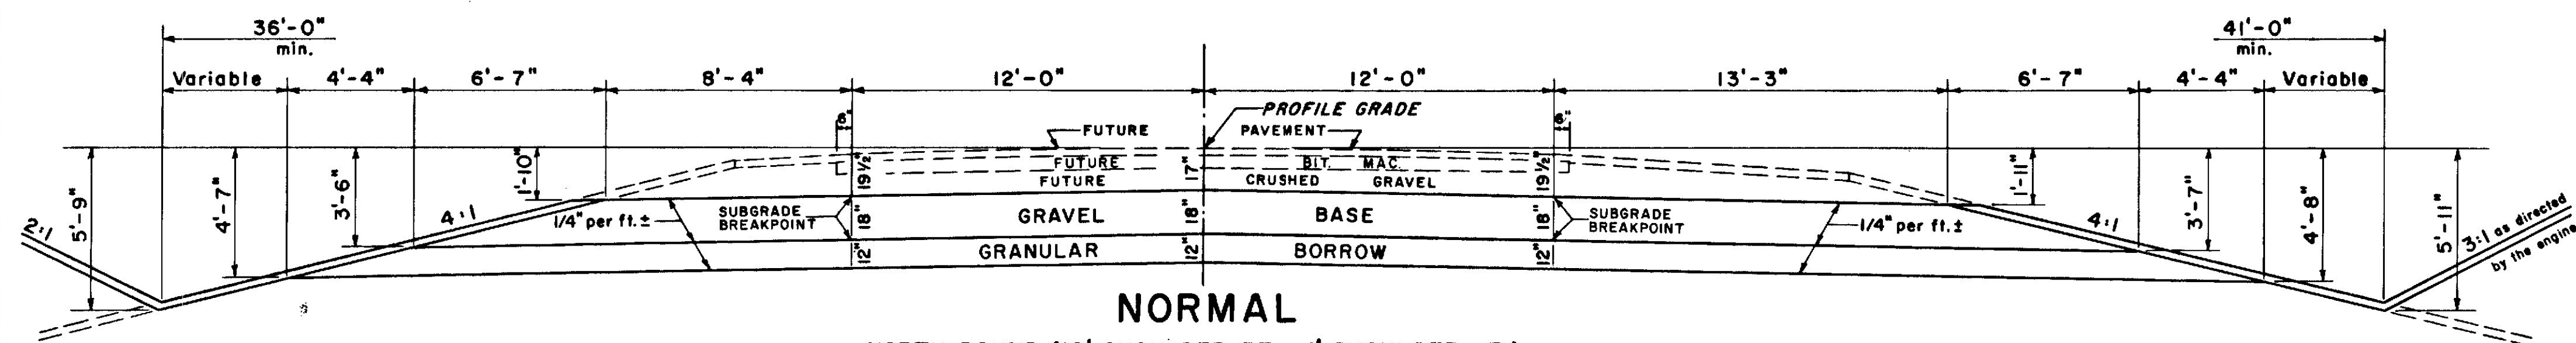 36'-0" 41'-0"
min. min.
Variable 4'-4" 6'-7" 8'-4" 12'-0" 12'-0" 13'-3" 6'-7" 4'-4" Variable
PROFILE GRADE
6" 6"
FUTURE PAVEMENT
FUTURE BIT. MAC.
19 1/2" 17" 19 1/2"
FUTURE CRUSHED GRAVEL
5'-9" 4'-7" 3'-6" 1'-10" 1'-11" 3'-7" 4'-8" 5'-11"
2:1 4:1 1/4" per ft.± SUBGRADE BREAKPOINT 18" GRAVEL 18" BASE 18" SUBGRADE BREAKPOINT 1/4" per ft.± 4:1 3:1 as directed
by the engine
12" GRANULAR 12" BORROW 12"
NORMAL